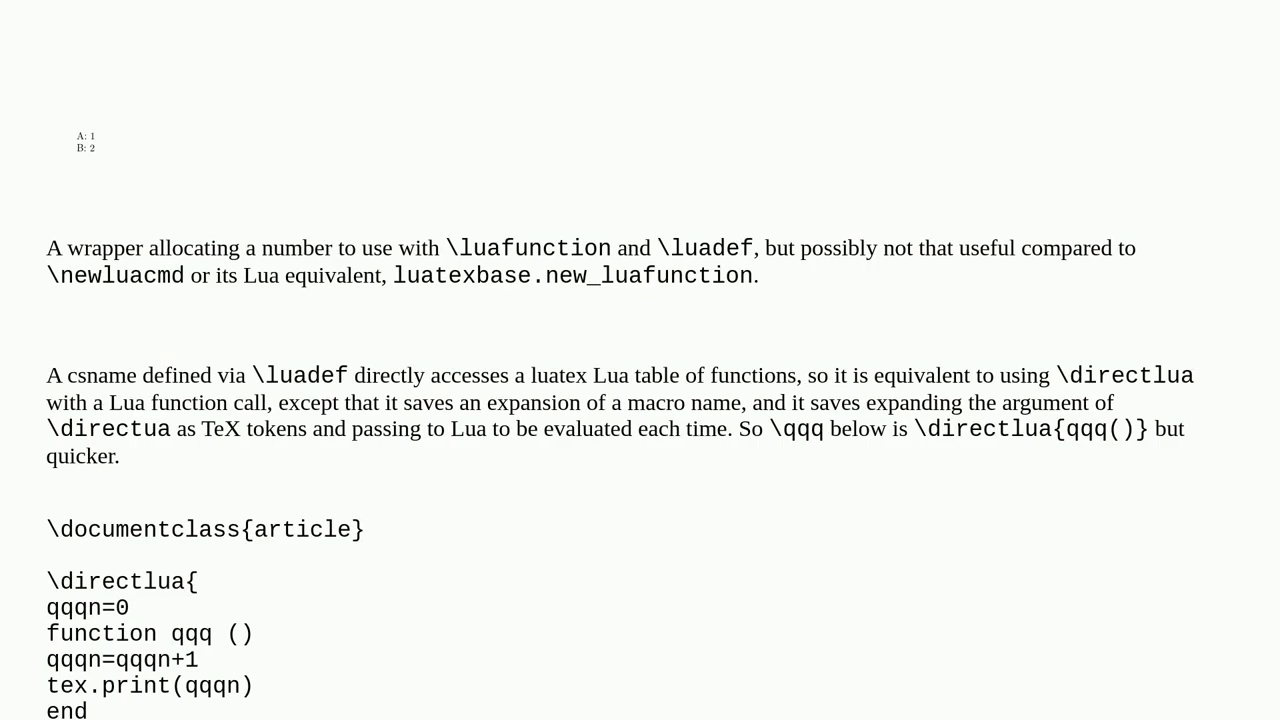 A: 1
B: 2
A wrapper allocating a number to use with \luafunction and \luadef, but possibly not that useful compared to
\newluacmd or its Lua equivalent, luatexbase.new_luafunction.
A csname defined via \luadef directly accesses a luatex Lua table of functions, so it is equivalent to using \directlua
with a Lua function call, except that it saves an expansion of a macro name, and it saves expanding the argument of
\directua as TeX tokens and passing to Lua to be evaluated each time. So \qqq below is \directlua{qqq()} but
quicker.
\documentclass{article}
\directlua{
qqqn=0
function qqq ()
qqqn=qqqn+1
tex.print(qqqn)
end